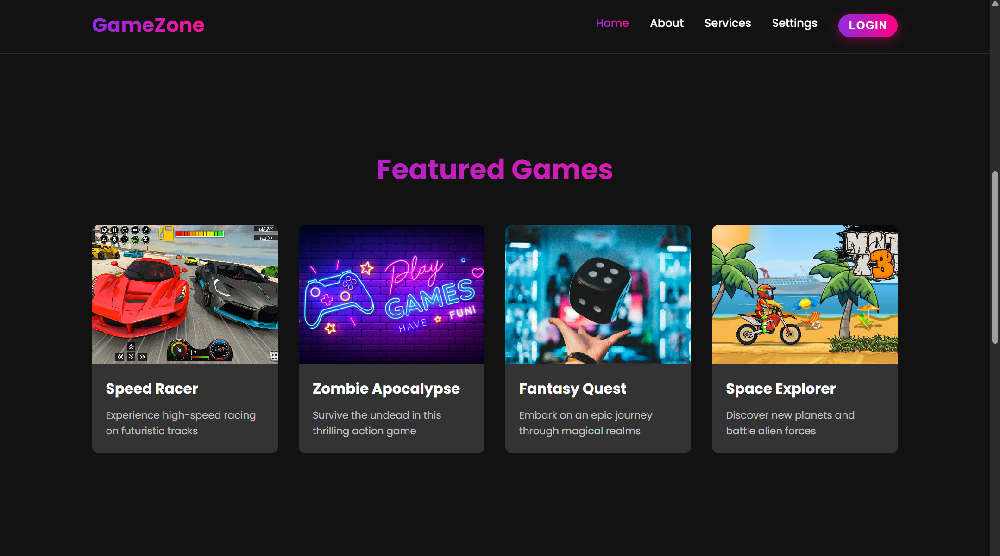 GameZone
Home
About
Services
Settings
LOGIN
Featured Games
LAP 2/4
POS 1/7
Play
GAMES
HAVE
FUN!
X3
Speed Racer
Experience high-speed racing
on futuristic tracks
Zombie Apocalypse
Survive the undead in this
thrilling action game
Fantasy Quest
Embark on an epic journey
through magical realms
Space Explorer
Discover new planets and
battle alien forces